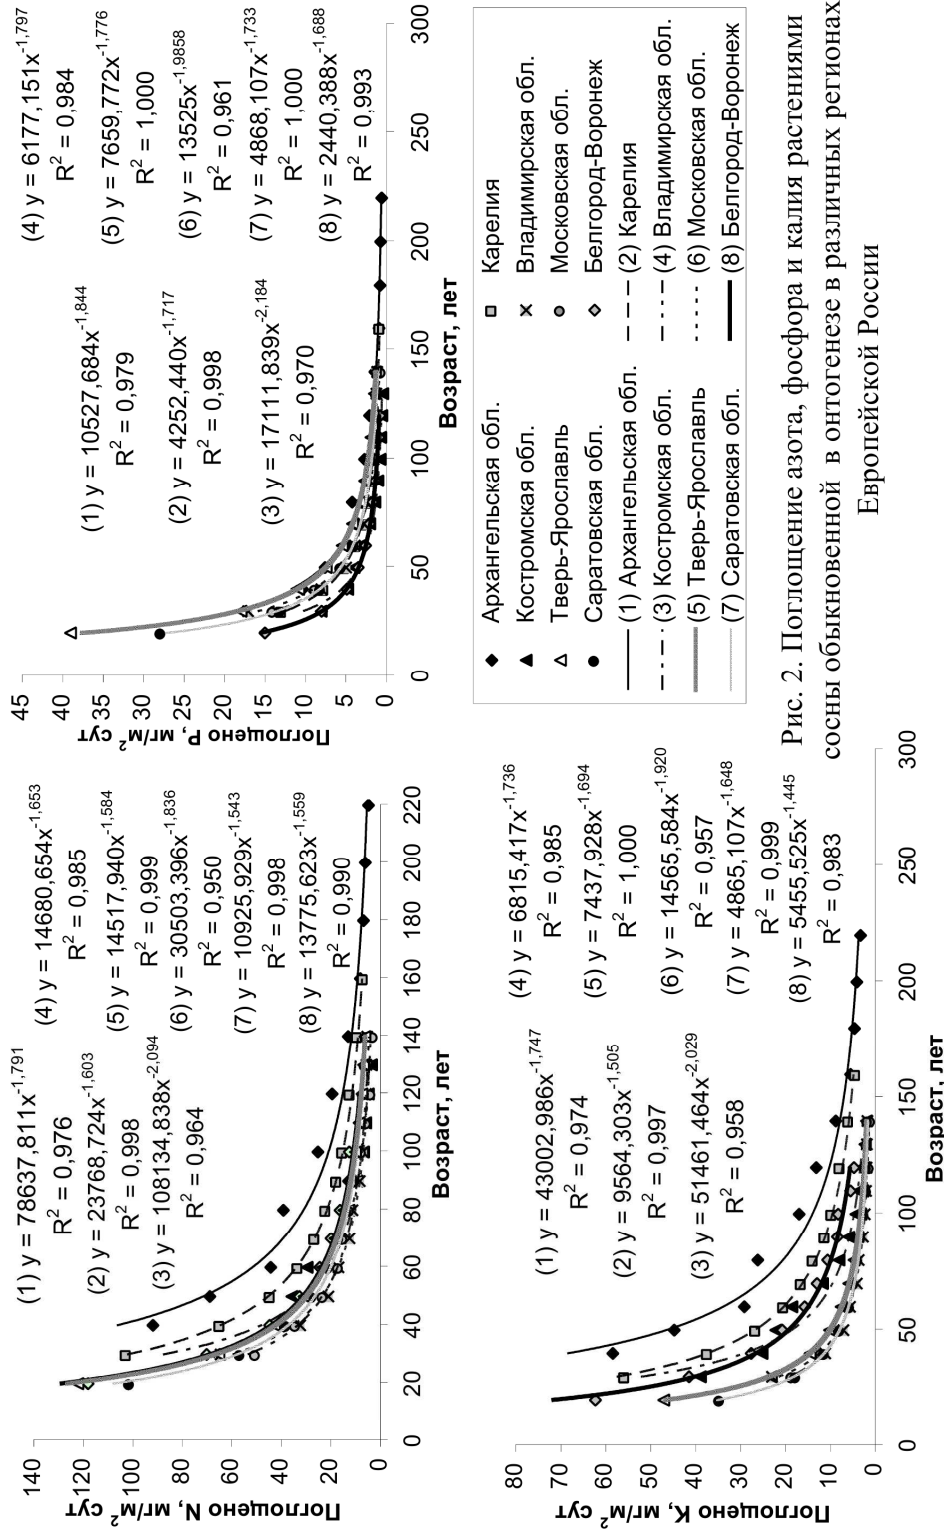 Поглощено N, мг/м² сут
140
120
100
80
60
40
20
0
0
20
40
60
80
100
120
140
160
180
200
220
Возраст, лет
(1) y = 78637,811x^-1,791
R² = 0,976
(2) y = 23768,724x^-1,603
R² = 0,998
(3) y = 108134,838x^-2,094
R² = 0,964
(4) y = 14680,654x^-1,653
R² = 0,985
(5) y = 14517,940x^-1,584
R² = 0,999
(6) y = 30503,396x^-1,836
R² = 0,950
(7) y = 10925,929x^-1,543
R² = 0,998
(8) y = 13775,623x^-1,559
R² = 0,990
Поглощено P, мг/м² сут
45
40
35
30
25
20
15
10
5
0
0
50
100
150
200
250
300
Возраст, лет
(1) y = 10527,684x^-1,844
R² = 0,979
(2) y = 4252,440x^-1,717
R² = 0,998
(3) y = 17111,839x^-2,184
R² = 0,970
(4) y = 6177,151x^-1,797
R² = 0,984
(5) y = 7659,772x^-1,776
R² = 1,000
(6) y = 13525x^-1,9858
R² = 0,961
(7) y = 4868,107x^-1,733
R² = 1,000
(8) y = 2440,388x^-1,688
R² = 0,993
Поглощено K, мг/м² сут
80
70
60
50
40
30
20
10
0
0
50
100
150
200
250
300
Возраст, лет
(1) y = 43002,986x^-1,747
R² = 0,974
(2) y = 9564,303x^-1,505
R² = 0,997
(3) y = 51461,464x^-2,029
R² = 0,958
(4) y = 6815,417x^-1,736
R² = 0,985
(5) y = 7437,928x^-1,694
R² = 1,000
(6) y = 14565,584x^-1,920
R² = 0,957
(7) y = 4865,107x^-1,648
R² = 0,999
(8) y = 5455,525x^-1,445
R² = 0,983
Архангельская обл. Карелия
Костромская обл. Владимирская обл.
Тверь-Ярославль Московская обл.
Саратовская обл. Белгород-Воронеж
(1) Архангельская обл. (2) Карелия
(3) Костромская обл. (4) Владимирская обл.
(5) Тверь-Ярославль (6) Московская обл.
(7) Саратовская обл. (8) Белгород-Воронеж
Рис. 2. Поглощение азота, фосфора и калия растениями
сосны обыкновенной в онтогенезе в различных регионах
Европейской России